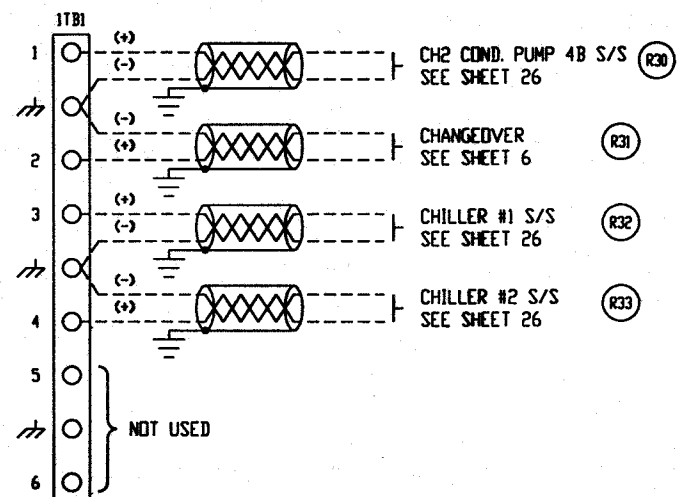 1TB1
1 (+) CH2 COND. PUMP 4B S/S R30
(-) SEE SHEET 26
(-) CHANGEOVER R31
2 (+) SEE SHEET 6
3 (+) CHILLER #1 S/S R32
(-) SEE SHEET 26
(-) CHILLER #2 S/S R33
4 (+) SEE SHEET 26
5
NOT USED
6